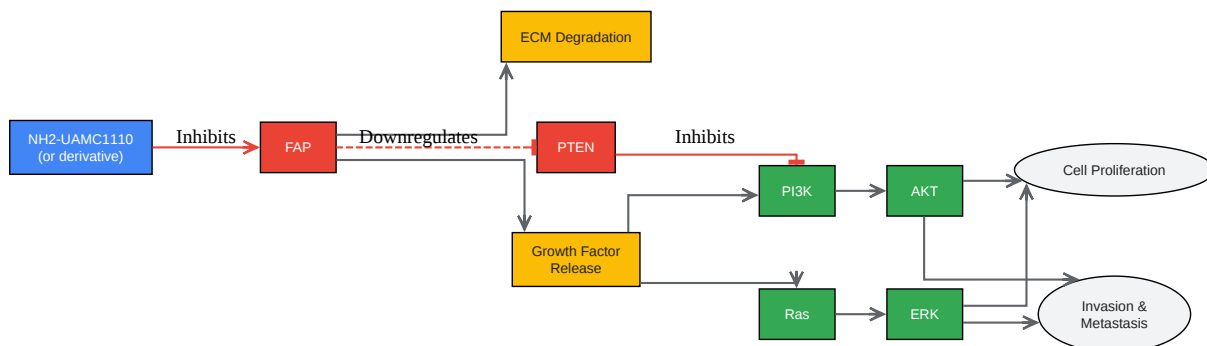 ECM Degradation
NH2-UAMC1110
(or derivative)
Inhibits
FAP
Downregulates
PTEN
Inhibits
PI3K
AKT
Cell Proliferation
Growth Factor
Release
Ras
ERK
Invasion &
Metastasis